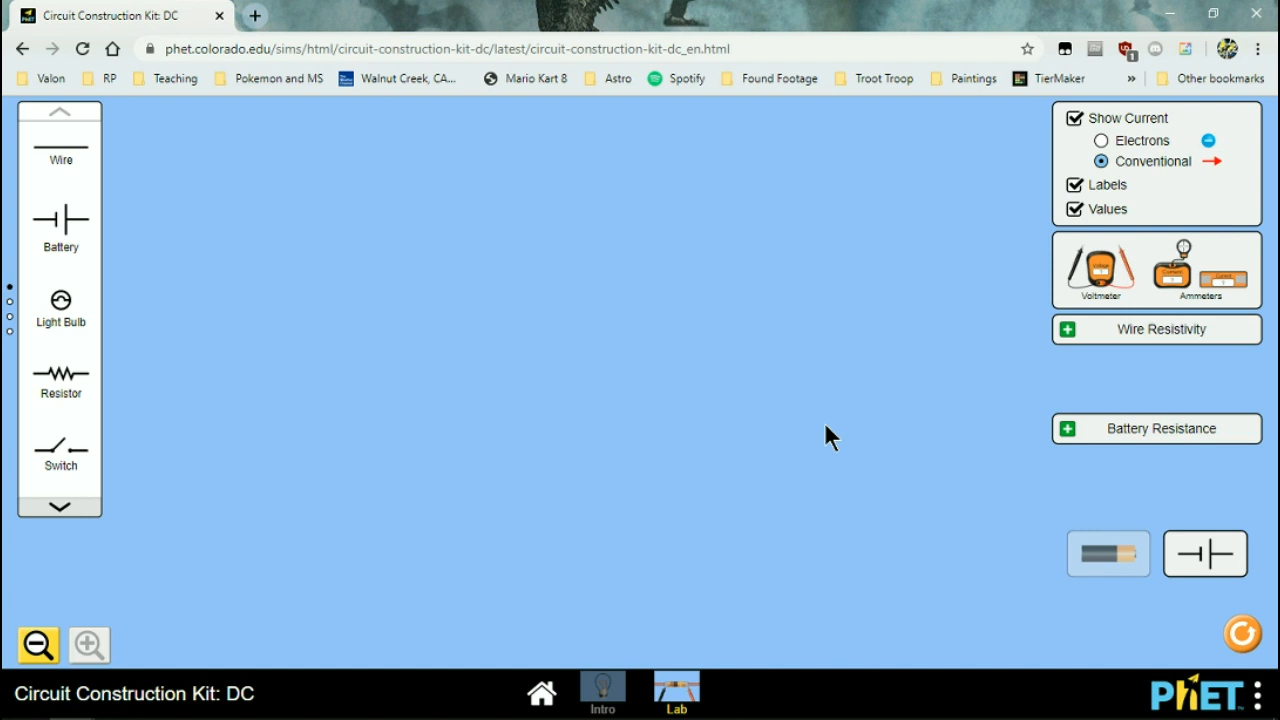 Circuit Construction Kit: DC
phet.colorado.edu/sims/html/circuit-construction-kit-dc/latest/circuit-construction-kit-dc_en.html
Valon RP Teaching Pokemon and MS Walnut Creek, CA... Mario Kart 8 Astro Spotify Found Footage Troot Troop Paintings TierMaker » Other bookmarks
Wire
Battery
Light Bulb
Resistor
Switch
Show Current
Electrons
Conventional
Labels
Values
Voltmeter Ammeters
Wire Resistivity
Battery Resistance
Circuit Construction Kit: DC
Intro
Lab
PhET